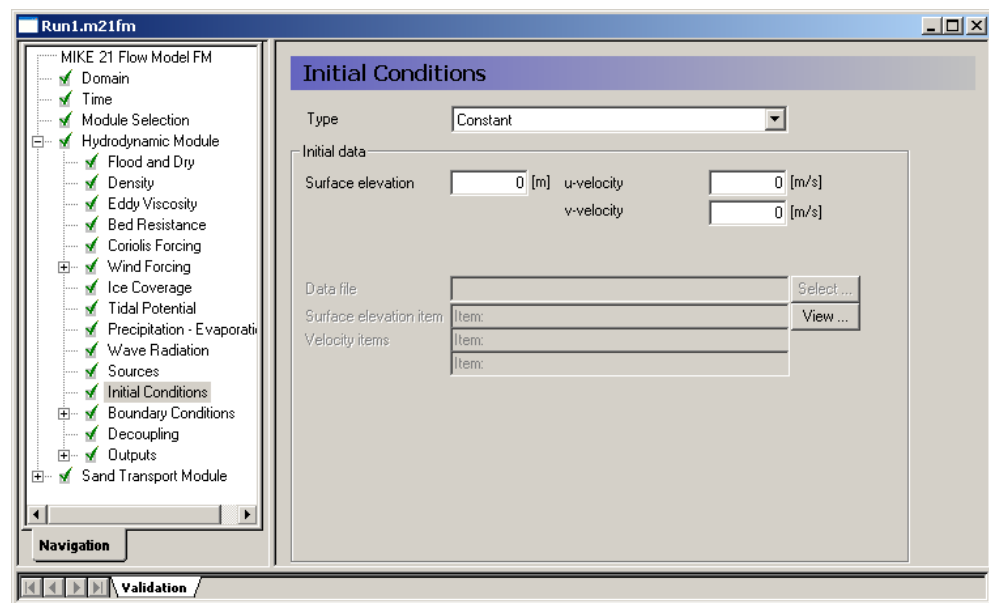 Run1.m21fm
MIKE 21 Flow Model FM
Domain
Time
Module Selection
Hydrodynamic Module
Flood and Dry
Density
Eddy Viscosity
Bed Resistance
Coriolis Forcing
Wind Forcing
Ice Coverage
Tidal Potential
Precipitation - Evaporati
Wave Radiation
Sources
Initial Conditions
Boundary Conditions
Decoupling
Outputs
Sand Transport Module
Navigation
Initial Conditions
Type Constant
Initial data
Surface elevation 0 [m] u-velocity 0 [m/s]
v-velocity 0 [m/s]
Data file Select ...
Surface elevation item Item: View ...
Velocity items Item:
Item:
Validation